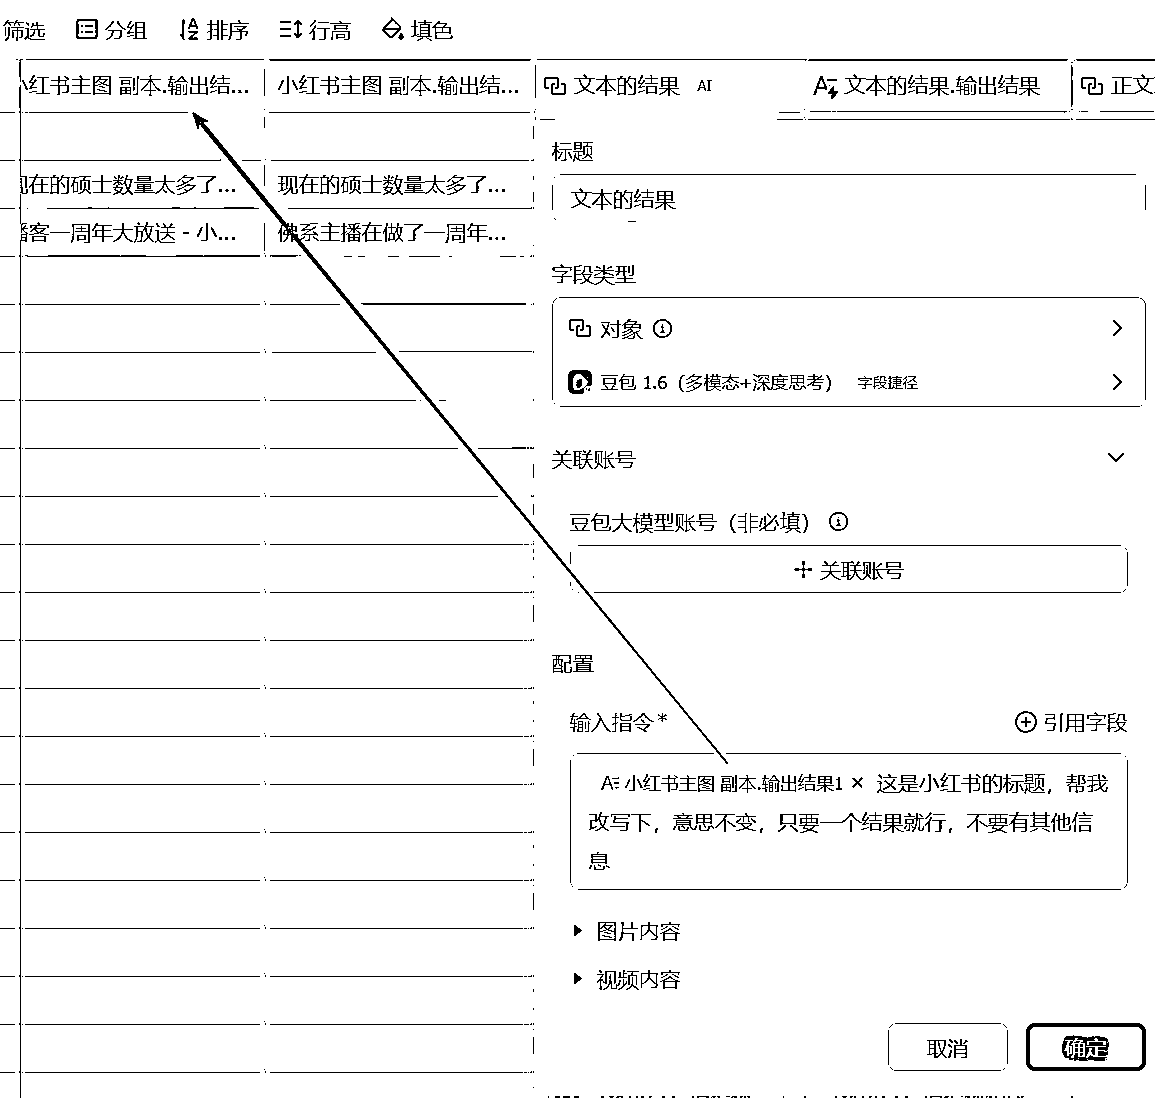 筛选 分组 排序 行高 填色
小红书主图 副本.输出结... 小红书主图 副本.输出结... 文本的结果 AI 文本的结果.输出结果 正文
标题
现在的硕士数量太多了... 现在的硕士数量太多了... 文本的结果
播客一周年大放送 - 小... 佛系主播在做了一周年...
字段类型
对象
豆包 1.6（多模态+深度思考） 字段捷径
关联账号
豆包大模型账号（非必填）
关联账号
配置
输入指令* 引用字段
小红书主图 副本.输出结果1 × 这是小红书的标题，帮我
改写下，意思不变，只要一个结果就行，不要有其他信
息
图片内容
视频内容
取消 确定